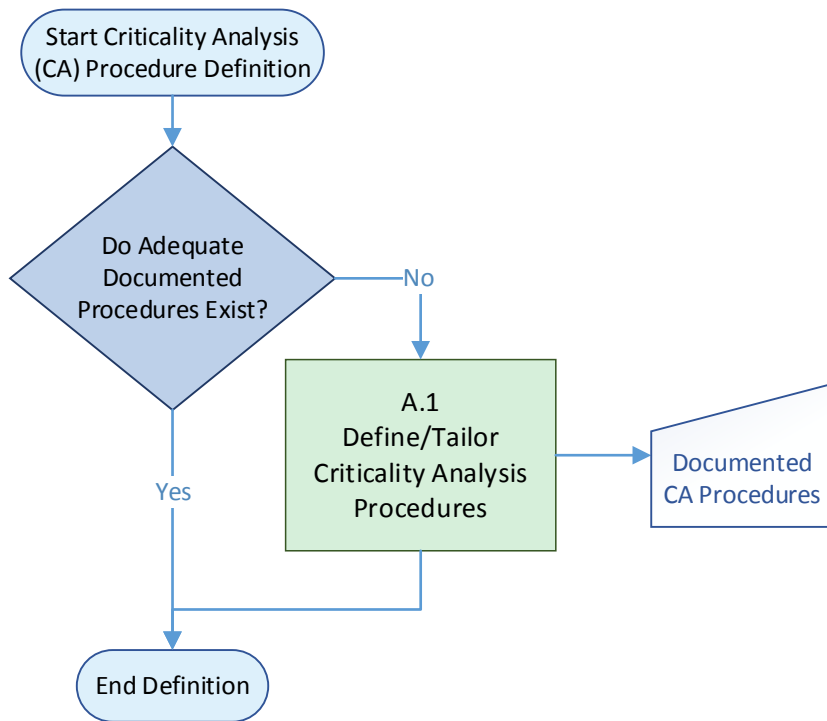 Start Criticality Analysis
(CA) Procedure Definition
Do Adequate
Documented
Procedures Exist?
No
A.1
Define/Tailor
Criticality Analysis
Procedures
Documented
CA Procedures
Yes
End Definition